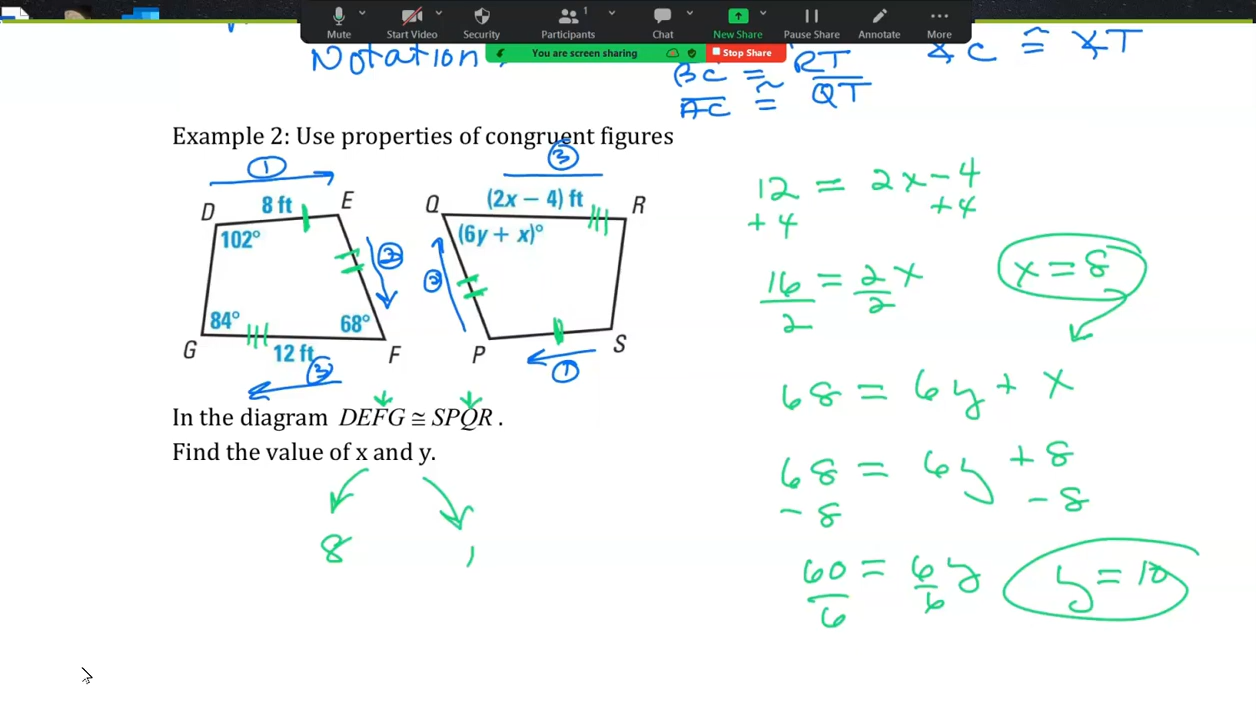 Mute
Start Video
Security
Participants
1
Chat
New Share
Pause Share
Annotate
More
You are screen sharing
Stop Share
Notation
BC ≅ RT
AC ≅ QT
∠C ≅ ∠T
Example 2: Use properties of congruent figures
① ③
D 8 ft E
102°
②
84° 68°
G 12 ft F
③
Q (2x − 4) ft R
(6y + x)°
②
P S
①
In the diagram DEFG ≅ SPQR .
Find the value of x and y.
8
12 = 2x - 4
+4 +4
16 = 2x
2 2
x = 8
68 = 6y + x
68 = 6y + 8
- 8 - 8
60 = 6y
6 6
y = 10